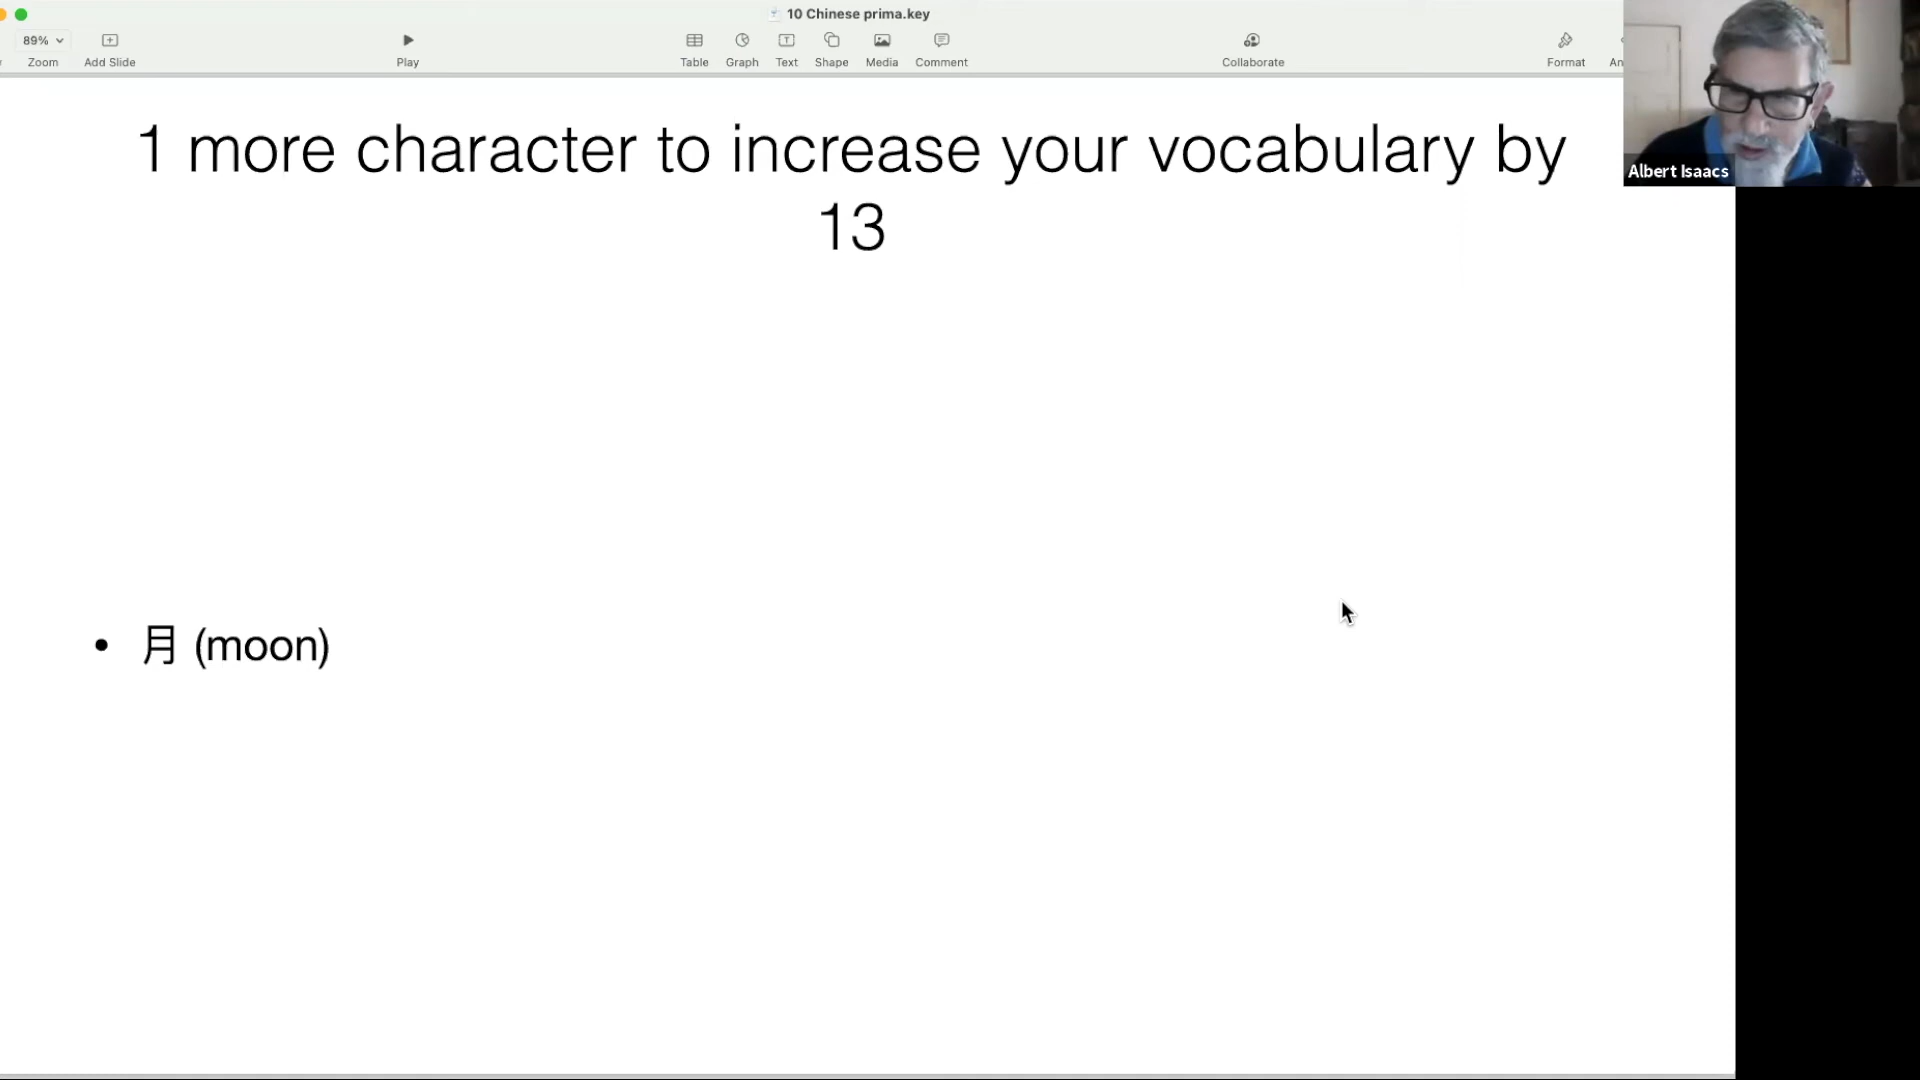 10 Chinese prima.key
89%
Zoom
Add Slide
Play
Table
Graph
Text
Shape
Media
Comment
Collaborate
Format
An
Albert Isaacs
1 more character to increase your vocabulary by
13
• 月 (moon)